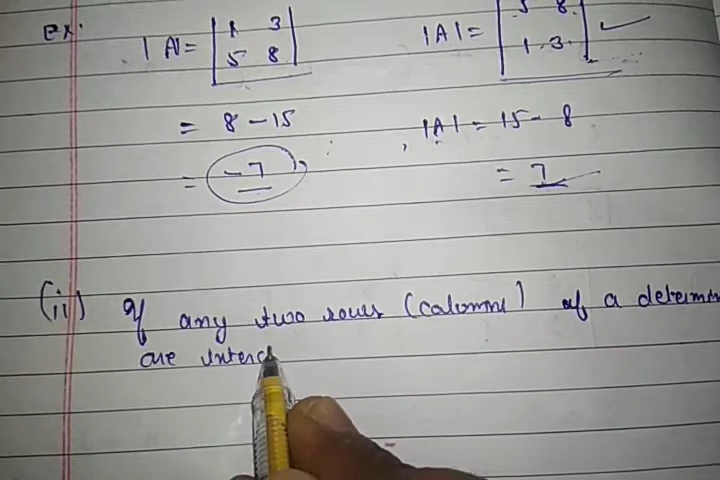 ex.
|A| = | 1 3 | |A| = | 5 8 |
| 5 8 | | 1 3 |
= 8 - 15 , |A| = 15 - 8
= -7 = 7
(ii) If any two rows (columns) of a determin
are interc